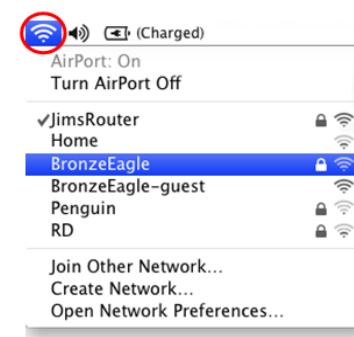 (Charged)
AirPort: On
Turn AirPort Off
✓JimsRouter
Home
BronzeEagle
BronzeEagle-guest
Penguin
RD
Join Other Network...
Create Network...
Open Network Preferences...